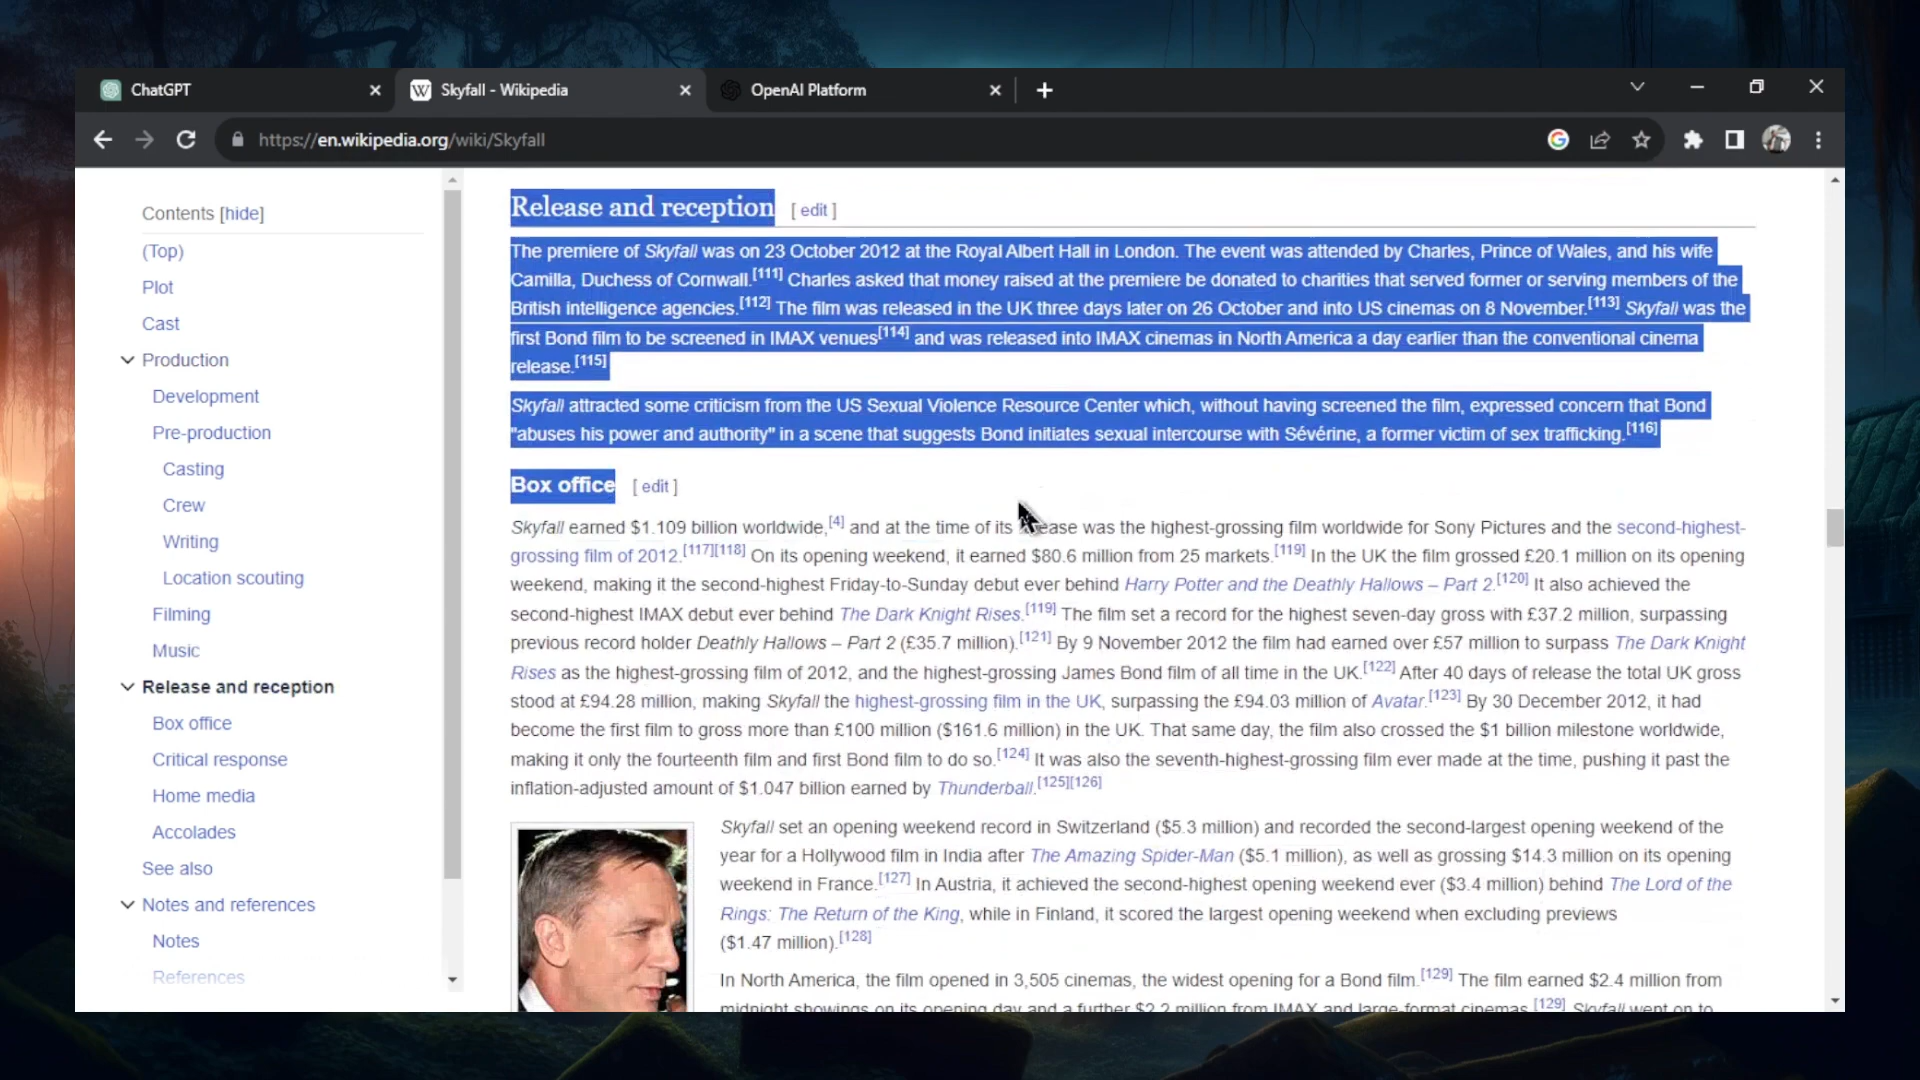 ChatGPT
Skyfall - Wikipedia
OpenAI Platform
https://en.wikipedia.org/wiki/Skyfall
Contents [hide]
(Top)
Plot
Cast
Production
Development
Pre-production
Casting
Crew
Writing
Location scouting
Filming
Music
Release and reception
Box office
Critical response
Home media
Accolades
See also
Notes and references
Notes
References
Release and reception [ edit ]
The premiere of Skyfall was on 23 October 2012 at the Royal Albert Hall in London. The event was attended by Charles, Prince of Wales, and his wife
Camilla, Duchess of Cornwall.[111] Charles asked that money raised at the premiere be donated to charities that served former or serving members of the
British intelligence agencies.[112] The film was released in the UK three days later on 26 October and into US cinemas on 8 November.[113] Skyfall was the
first Bond film to be screened in IMAX venues[114] and was released into IMAX cinemas in North America a day earlier than the conventional cinema
release.[115]
Skyfall attracted some criticism from the US Sexual Violence Resource Center which, without having screened the film, expressed concern that Bond
"abuses his power and authority" in a scene that suggests Bond initiates sexual intercourse with Sévérine, a former victim of sex trafficking.[116]
Box office [ edit ]
Skyfall earned $1.109 billion worldwide,[4] and at the time of its ease was the highest-grossing film worldwide for Sony Pictures and the second-highest-
grossing film of 2012.[117][118] On its opening weekend, it earned $80.6 million from 25 markets.[119] In the UK the film grossed £20.1 million on its opening
weekend, making it the second-highest Friday-to-Sunday debut ever behind Harry Potter and the Deathly Hallows – Part 2.[120] It also achieved the
second-highest IMAX debut ever behind The Dark Knight Rises.[119] The film set a record for the highest seven-day gross with £37.2 million, surpassing
previous record holder Deathly Hallows – Part 2 (£35.7 million).[121] By 9 November 2012 the film had earned over £57 million to surpass The Dark Knight
Rises as the highest-grossing film of 2012, and the highest-grossing James Bond film of all time in the UK.[122] After 40 days of release the total UK gross
stood at £94.28 million, making Skyfall the highest-grossing film in the UK, surpassing the £94.03 million of Avatar.[123] By 30 December 2012, it had
become the first film to gross more than £100 million ($161.6 million) in the UK. That same day, the film also crossed the $1 billion milestone worldwide,
making it only the fourteenth film and first Bond film to do so.[124] It was also the seventh-highest-grossing film ever made at the time, pushing it past the
inflation-adjusted amount of $1.047 billion earned by Thunderball.[125][126]
Skyfall set an opening weekend record in Switzerland ($5.3 million) and recorded the second-largest opening weekend of the
year for a Hollywood film in India after The Amazing Spider-Man ($5.1 million), as well as grossing $14.3 million on its opening
weekend in France.[127] In Austria, it achieved the second-highest opening weekend ever ($3.4 million) behind The Lord of the
Rings: The Return of the King, while in Finland, it scored the largest opening weekend when excluding previews
($1.47 million).[128]
In North America, the film opened in 3,505 cinemas, the widest opening for a Bond film.[129] The film earned $2.4 million from
midnight showings on its opening day and a further $2.2 million from IMAX and large-format cinemas.[129] Skyfall went on to